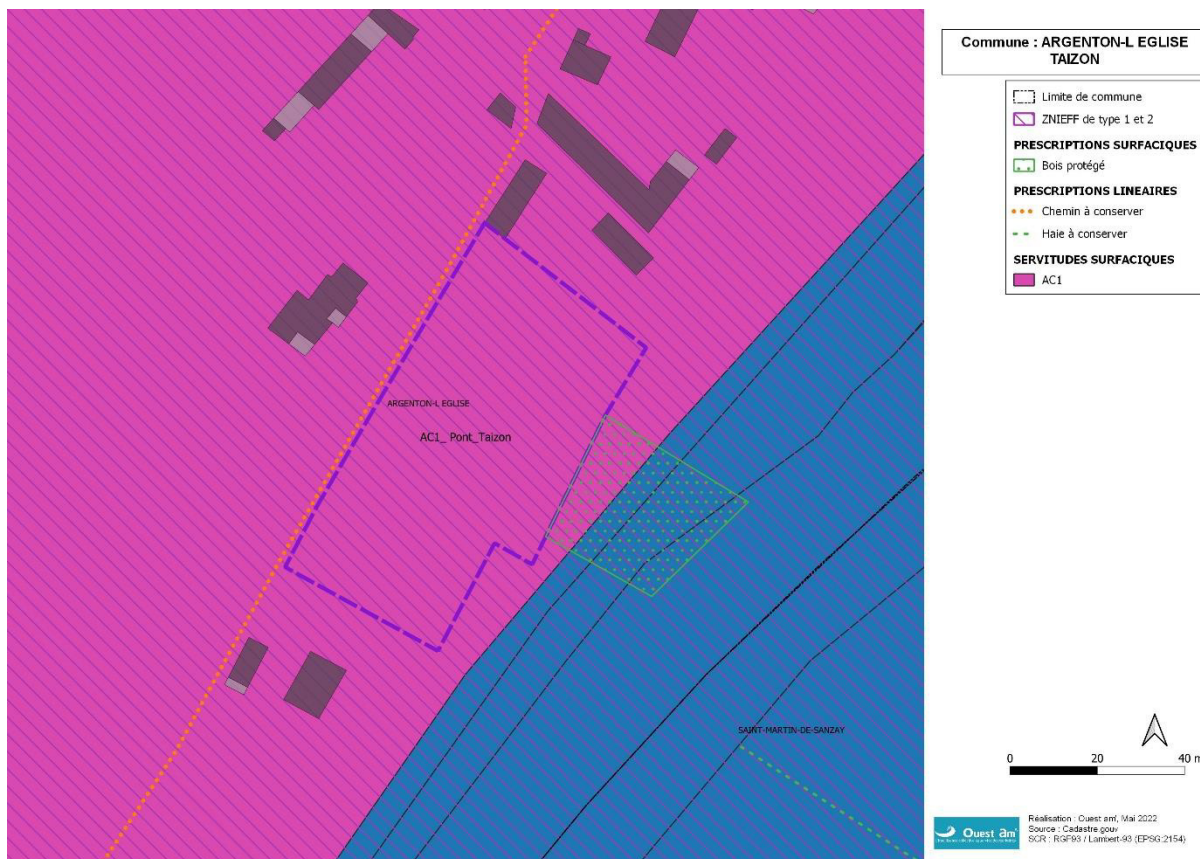 Commune : ARGENTON-L EGLISE
TAIZON
Limite de commune
ZNIEFF de type 1 et 2
PRESCRIPTIONS SURFACIQUES
Bois protégé
PRESCRIPTIONS LINEAIRES
Chemin à conserver
Haie à conserver
SERVITUDES SURFACIQUES
AC1
ARGENTON-L EGLISE
AC1_ Pont_Taizon
SAINT-MARTIN-DE-SANZAY
0 20 40 m
Ouest am'
Réalisation : Ouest am', Mai 2022
Source : Cadastre.gouv
SCR : RGF93 / Lambert-93 (EPSG:2154)